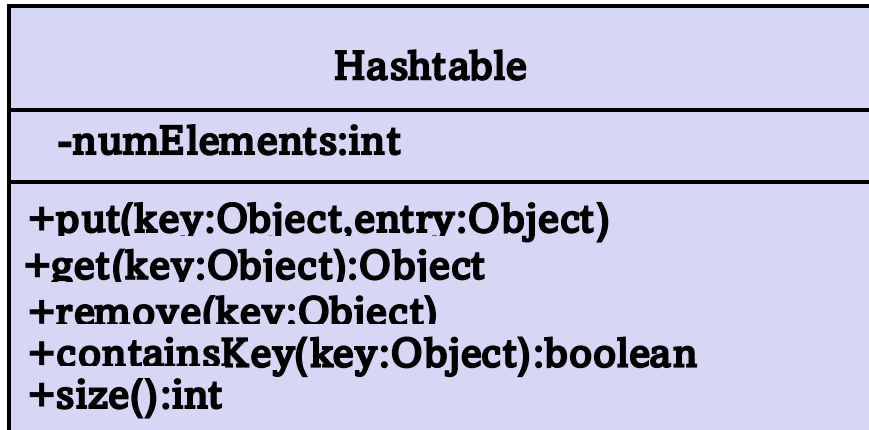 Hashtable
-numElements:int
+put(key:Object,entry:Object)
+get(key:Object):Object
+remove(key:Object)
+containsKey(key:Object):boolean
+size():int